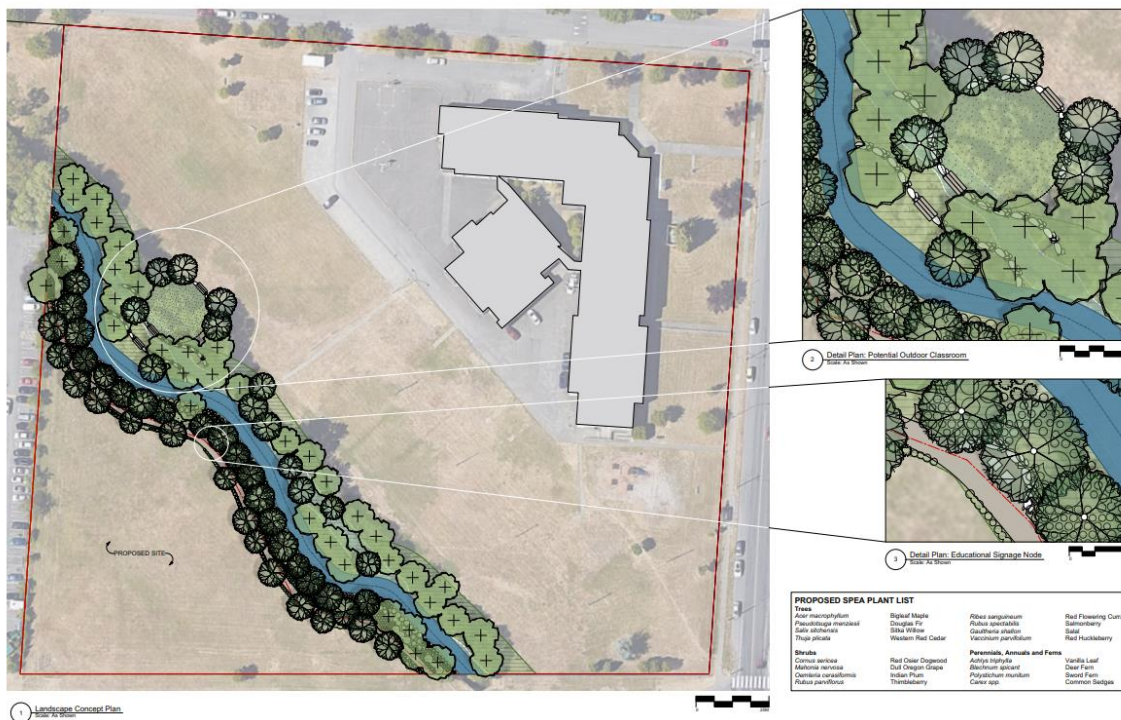 PROPOSED SITE
1 Landscape Concept Plan
Scale: As Shown
2 Detail Plan: Potential Outdoor Classroom
Scale: As Shown
3 Detail Plan: Educational Signage Node
Scale: As Shown
PROPOSED SPEA PLANT LIST
Trees
Acer macrophyllum Bigleaf Maple Ribes sanguineum Red Flowering
Pseudotsuga menziesii Douglas Fir Rubus spectabilis Salmonberry
Salix sitchensis Sitka Willow Gaultheria shallon Salal
Thuja plicata Western Red Cedar Vaccinium parvifolium Red Huckleberry
Shrubs Perennials, Annuals and Ferns
Cornus sericea Red Osier Dogwood Achlys triphylla Vanilla Leaf
Mahonia nervosa Dull Oregon Grape Blechnum spicant Deer Fern
Oemleria cerasiformis Indian Plum Polystichum munitum Sword Fern
Rubus parviflorus Thimbleberry Carex spp. Common Sedges